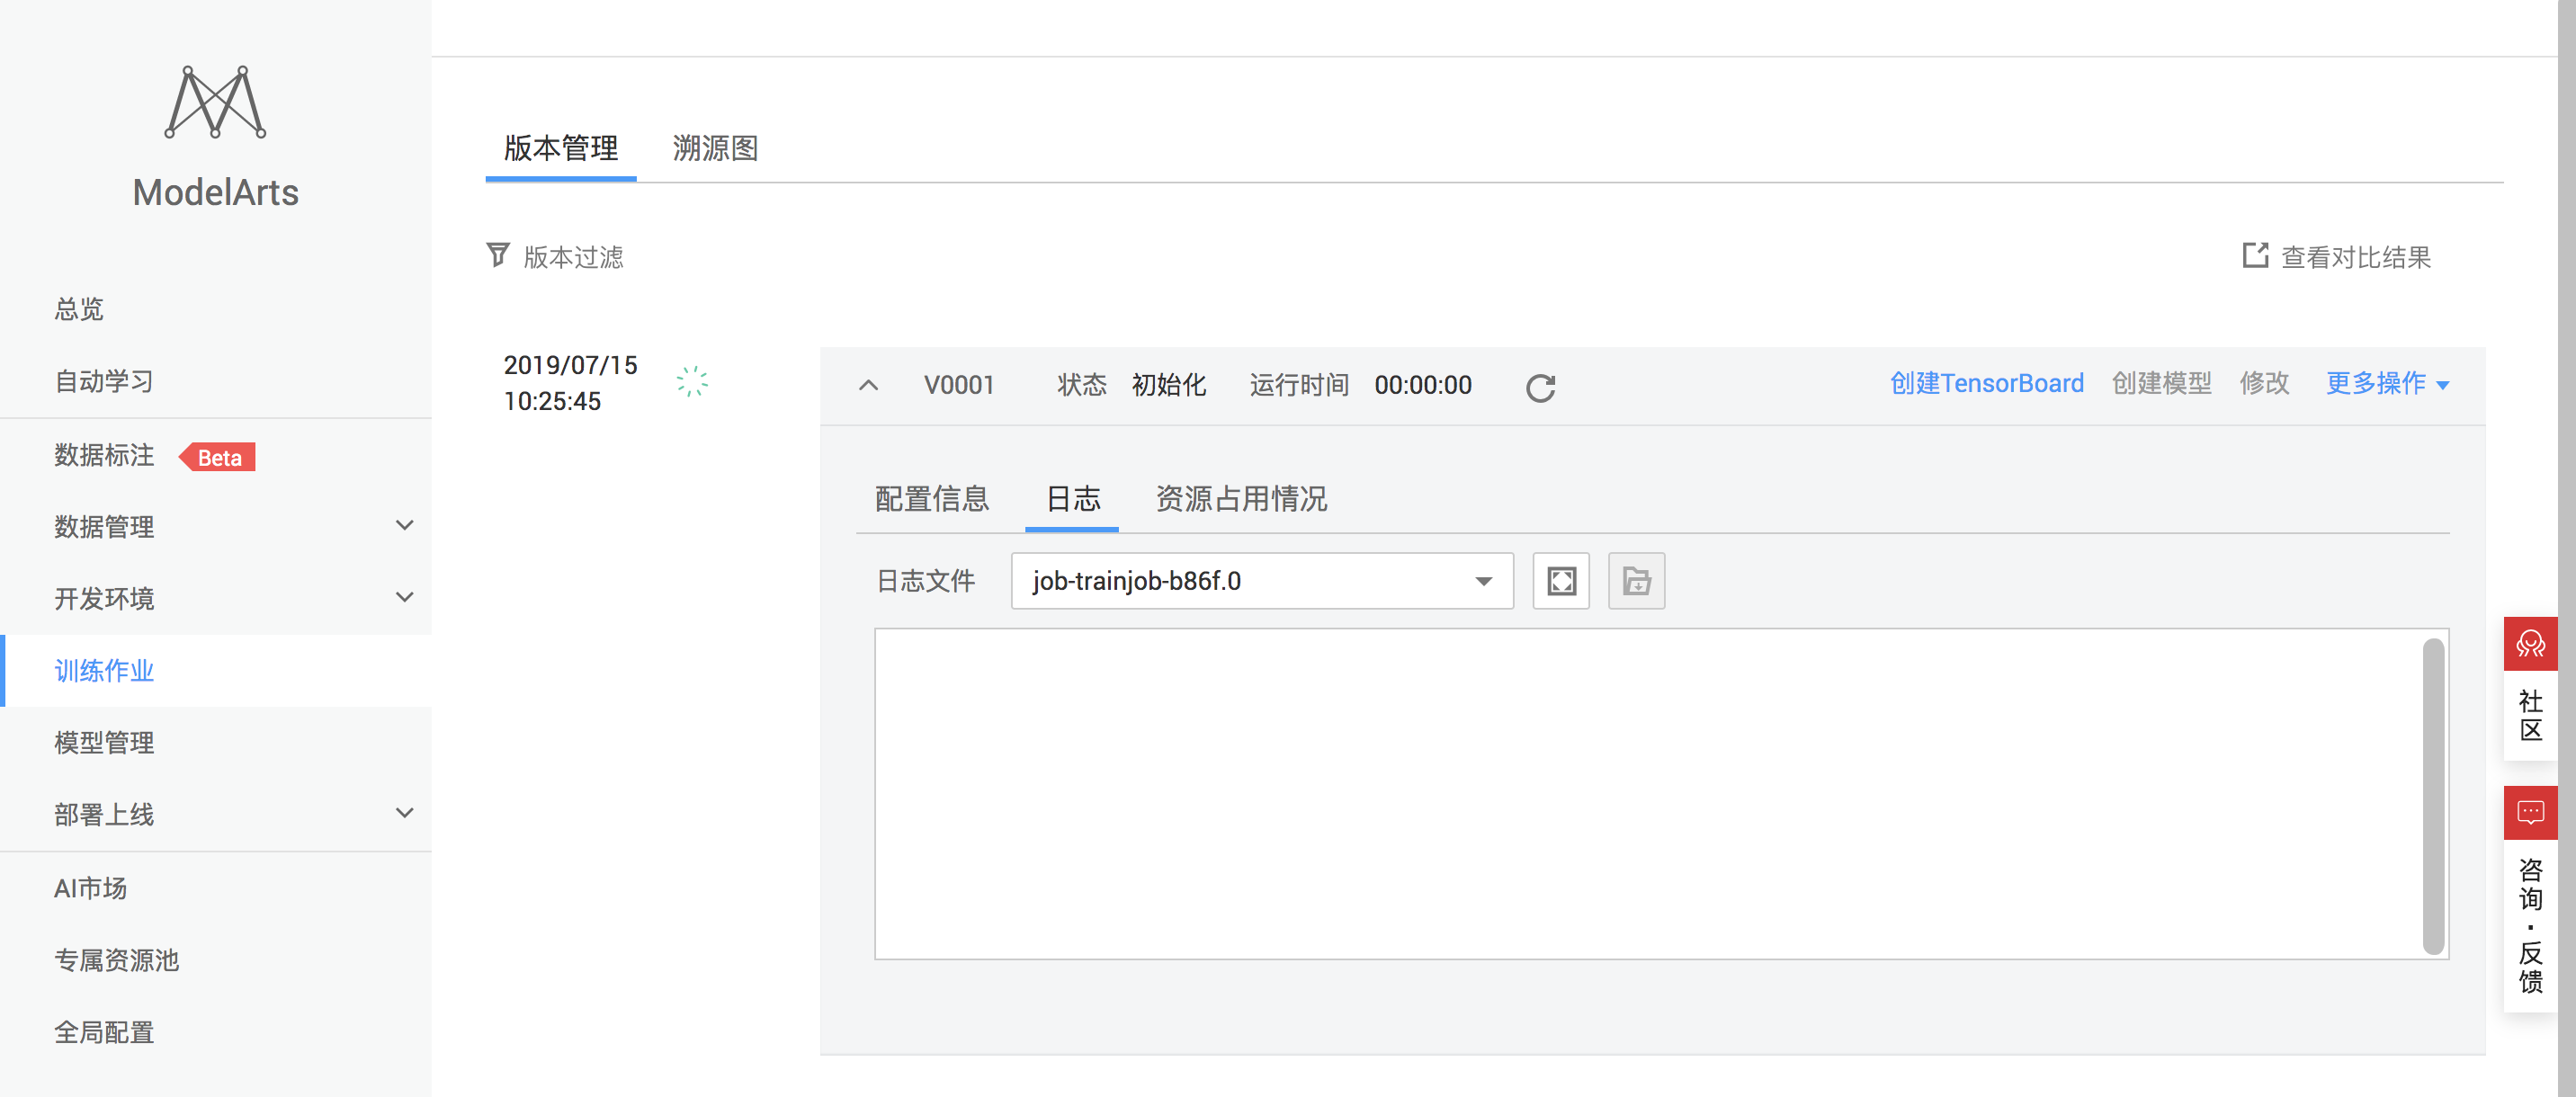 ModelArts
总览
自动学习
数据标注 Beta
数据管理
开发环境
训练作业
模型管理
部署上线
AI市场
专属资源池
全局配置
版本管理 溯源图
版本过滤 查看对比结果
2019/07/15
10:25:45
V0001 状态 初始化 运行时间 00:00:00 创建TensorBoard 创建模型 修改 更多操作
配置信息 日志 资源占用情况
日志文件 job-trainjob-b86f.0
社区
咨询·反馈